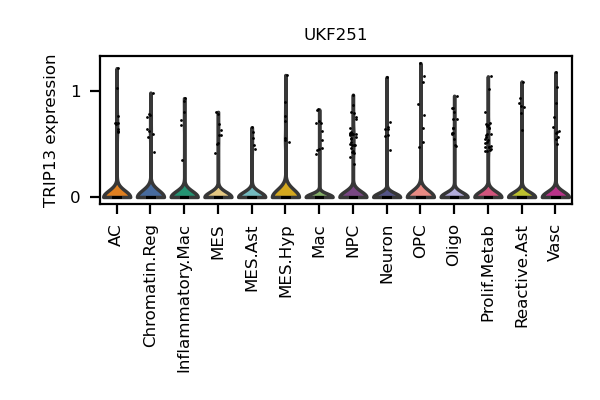 UKF251
TRIP13 expression
1
0
AC
Chromatin.Reg
Inflammatory.Mac
MES
MES.Ast
MES.Hyp
Mac
NPC
Neuron
OPC
Oligo
Prolif.Metab
Reactive.Ast
Vasc